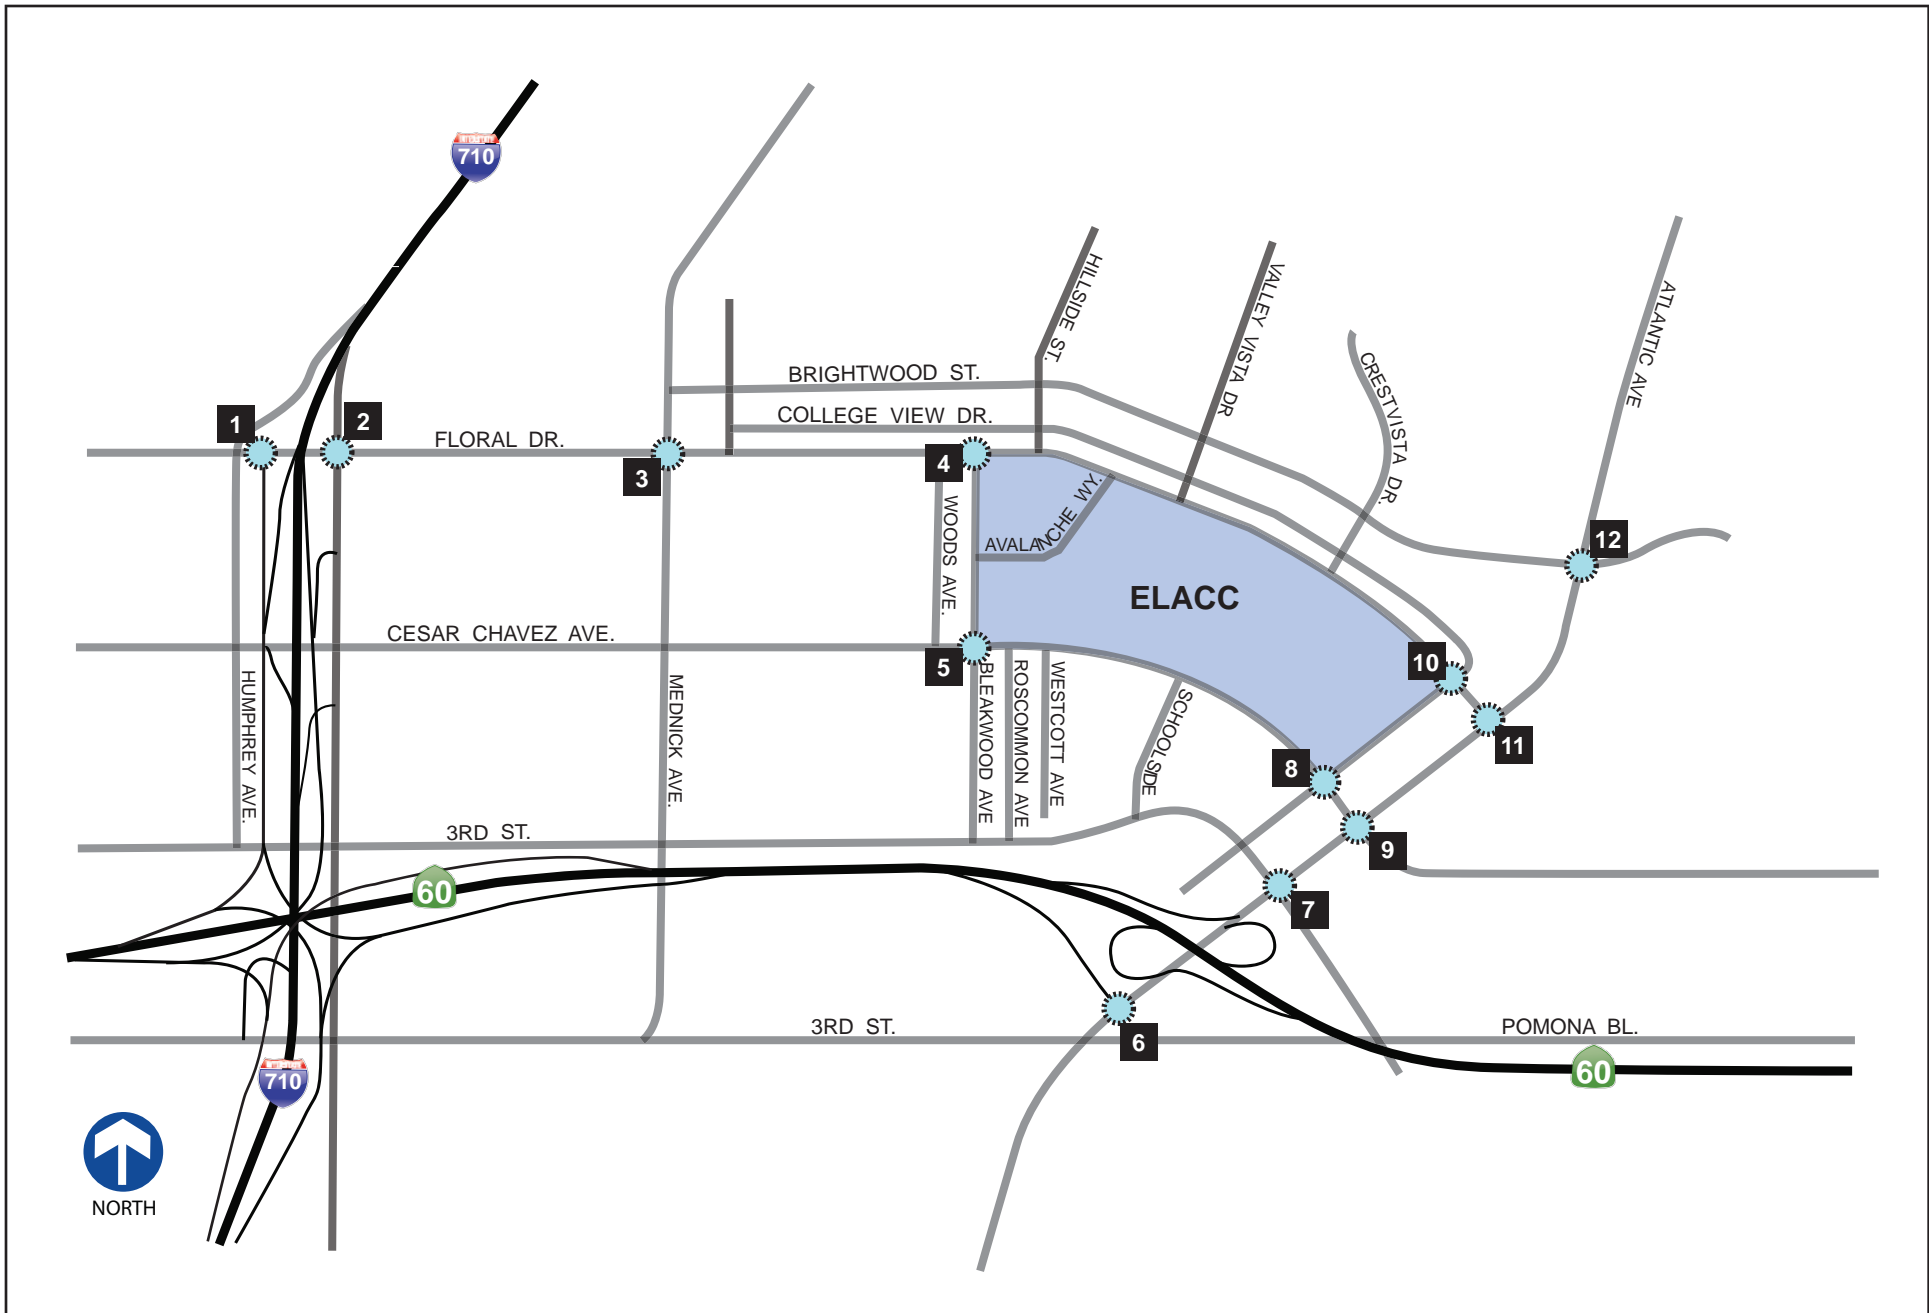 710
HILLSIDE ST.
VALLEY VISTA DR
ATLANTIC AVE
BRIGHTWOOD ST.
CRESTVISTA DR.
COLLEGE VIEW DR.
1
2
FLORAL DR.
3
4
WOODS AVE.
AVALANCHE WY.
12
ELACC
CESAR CHAVEZ AVE.
5
10
HUMPHREY AVE.
MEDNICK AVE.
BLEAKWOOD AVE
ROSCOMMON AVE
WESTCOTT AVE
SCHOOLSIDE
11
8
3RD ST.
9
60
7
3RD ST.
6
POMONA BL.
60
710
NORTH